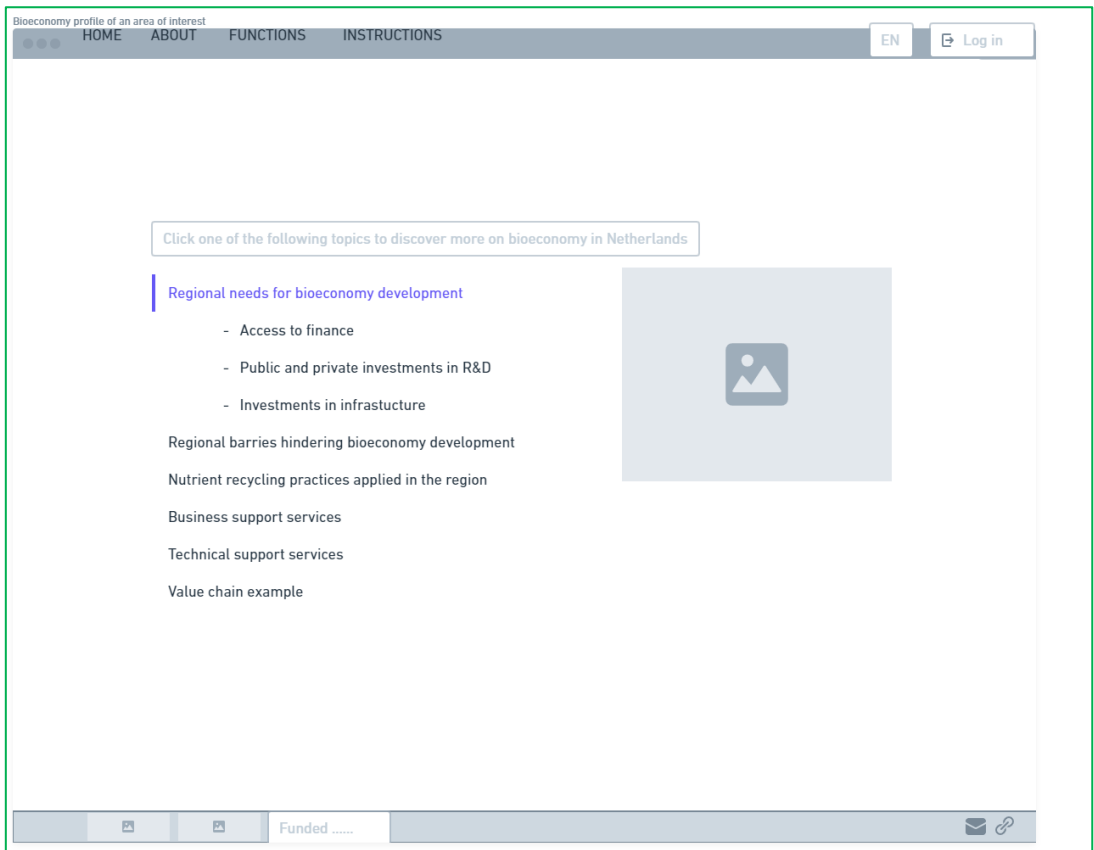 Bioeconomy profile of an area of interest
HOME ABOUT FUNCTIONS INSTRUCTIONS EN Log in
Click one of the following topics to discover more on bioeconomy in Netherlands
Regional needs for bioeconomy development
- Access to finance
- Public and private investments in R&D
- Investments in infrastucture
Regional barries hindering bioeconomy development
Nutrient recycling practices applied in the region
Business support services
Technical support services
Value chain example
Funded ......